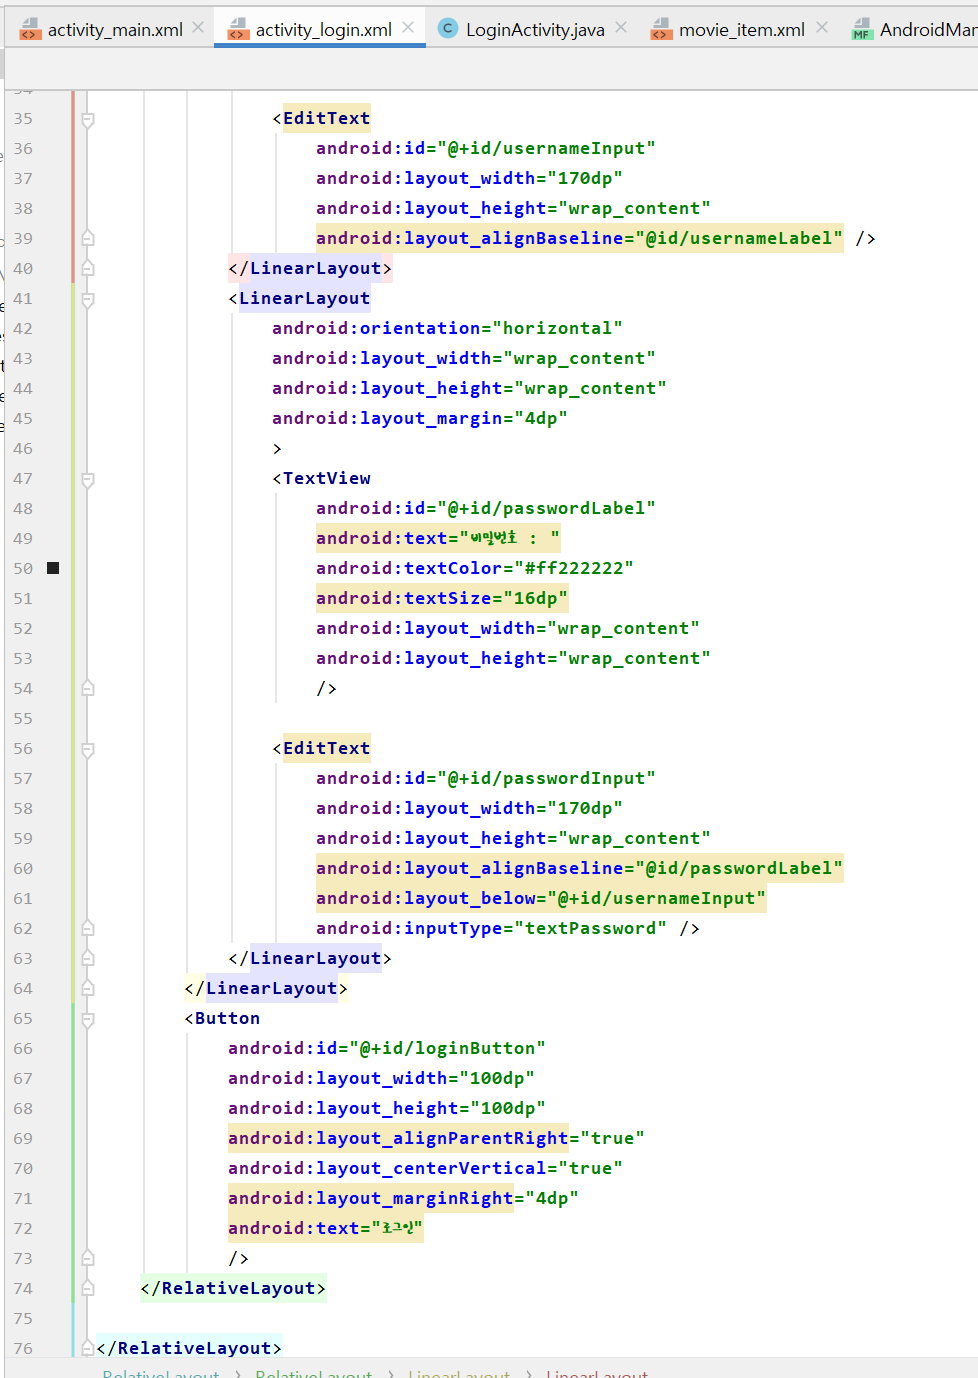 activity_main.xml × activity_login.xml × C LoginActivity.java × movie_item.xml × MF AndroidMan
35 <EditText
36 android:id="@+id/usernameInput"
37 android:layout_width="170dp"
38 android:layout_height="wrap_content"
39 android:layout_alignBaseline="@id/usernameLabel" />
40 </LinearLayout>
41 <LinearLayout
42 android:orientation="horizontal"
43 android:layout_width="wrap_content"
44 android:layout_height="wrap_content"
45 android:layout_margin="4dp"
46 >
47 <TextView
48 android:id="@+id/passwordLabel"
49 android:text="비밀번호 : "
50 android:textColor="#ff222222"
51 android:textSize="16dp"
52 android:layout_width="wrap_content"
53 android:layout_height="wrap_content"
54 />
55
56 <EditText
57 android:id="@+id/passwordInput"
58 android:layout_width="170dp"
59 android:layout_height="wrap_content"
60 android:layout_alignBaseline="@id/passwordLabel"
61 android:layout_below="@+id/usernameInput"
62 android:inputType="textPassword" />
63 </LinearLayout>
64 </LinearLayout>
65 <Button
66 android:id="@+id/loginButton"
67 android:layout_width="100dp"
68 android:layout_height="100dp"
69 android:layout_alignParentRight="true"
70 android:layout_centerVertical="true"
71 android:layout_marginRight="4dp"
72 android:text="로그인"
73 />
74 </RelativeLayout>
75
76 </RelativeLayout>
RelativeLayout › RelativeLayout › LinearLayout › LinearLayout